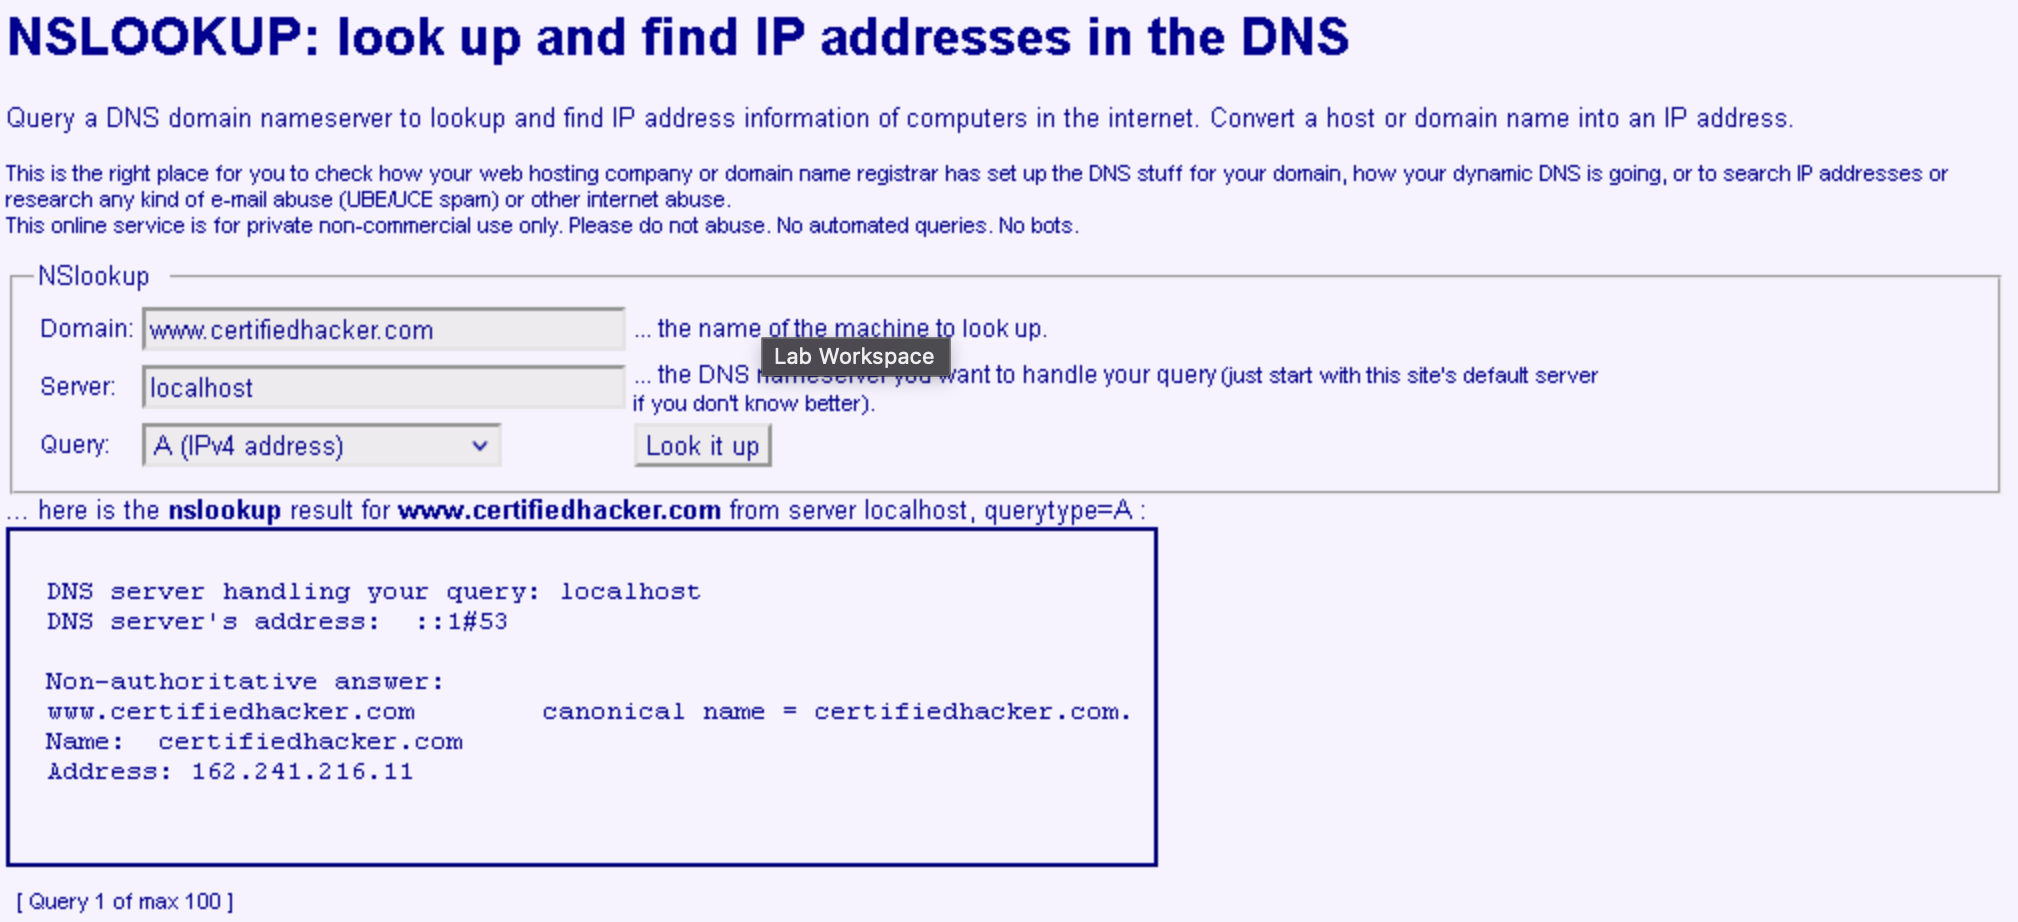 NSLOOKUP: look up and find IP addresses in the DNS
Query a DNS domain nameserver to lookup and find IP address information of computers in the internet. Convert a host or domain name into an IP address.
This is the right place for you to check how your web hosting company or domain name registrar has set up the DNS stuff for your domain, how your dynamic DNS is going, or to search IP addresses or
research any kind of e-mail abuse (UBE/UCE spam) or other internet abuse.
This online service is for private non-commercial use only. Please do not abuse. No automated queries. No bots.
NSlookup
Domain: www.certifiedhacker.com ... the name of the machine to look up.
Lab Workspace
Server: localhost ... the DNS nameserver you want to handle your query (just start with this site's default server
if you don't know better).
Query: A (IPv4 address) Look it up
... here is the nslookup result for www.certifiedhacker.com from server localhost, querytype=A :
DNS server handling your query: localhost
DNS server's address: ::1#53
Non-authoritative answer:
www.certifiedhacker.com canonical name = certifiedhacker.com.
Name: certifiedhacker.com
Address: 162.241.216.11
[ Query 1 of max 100 ]